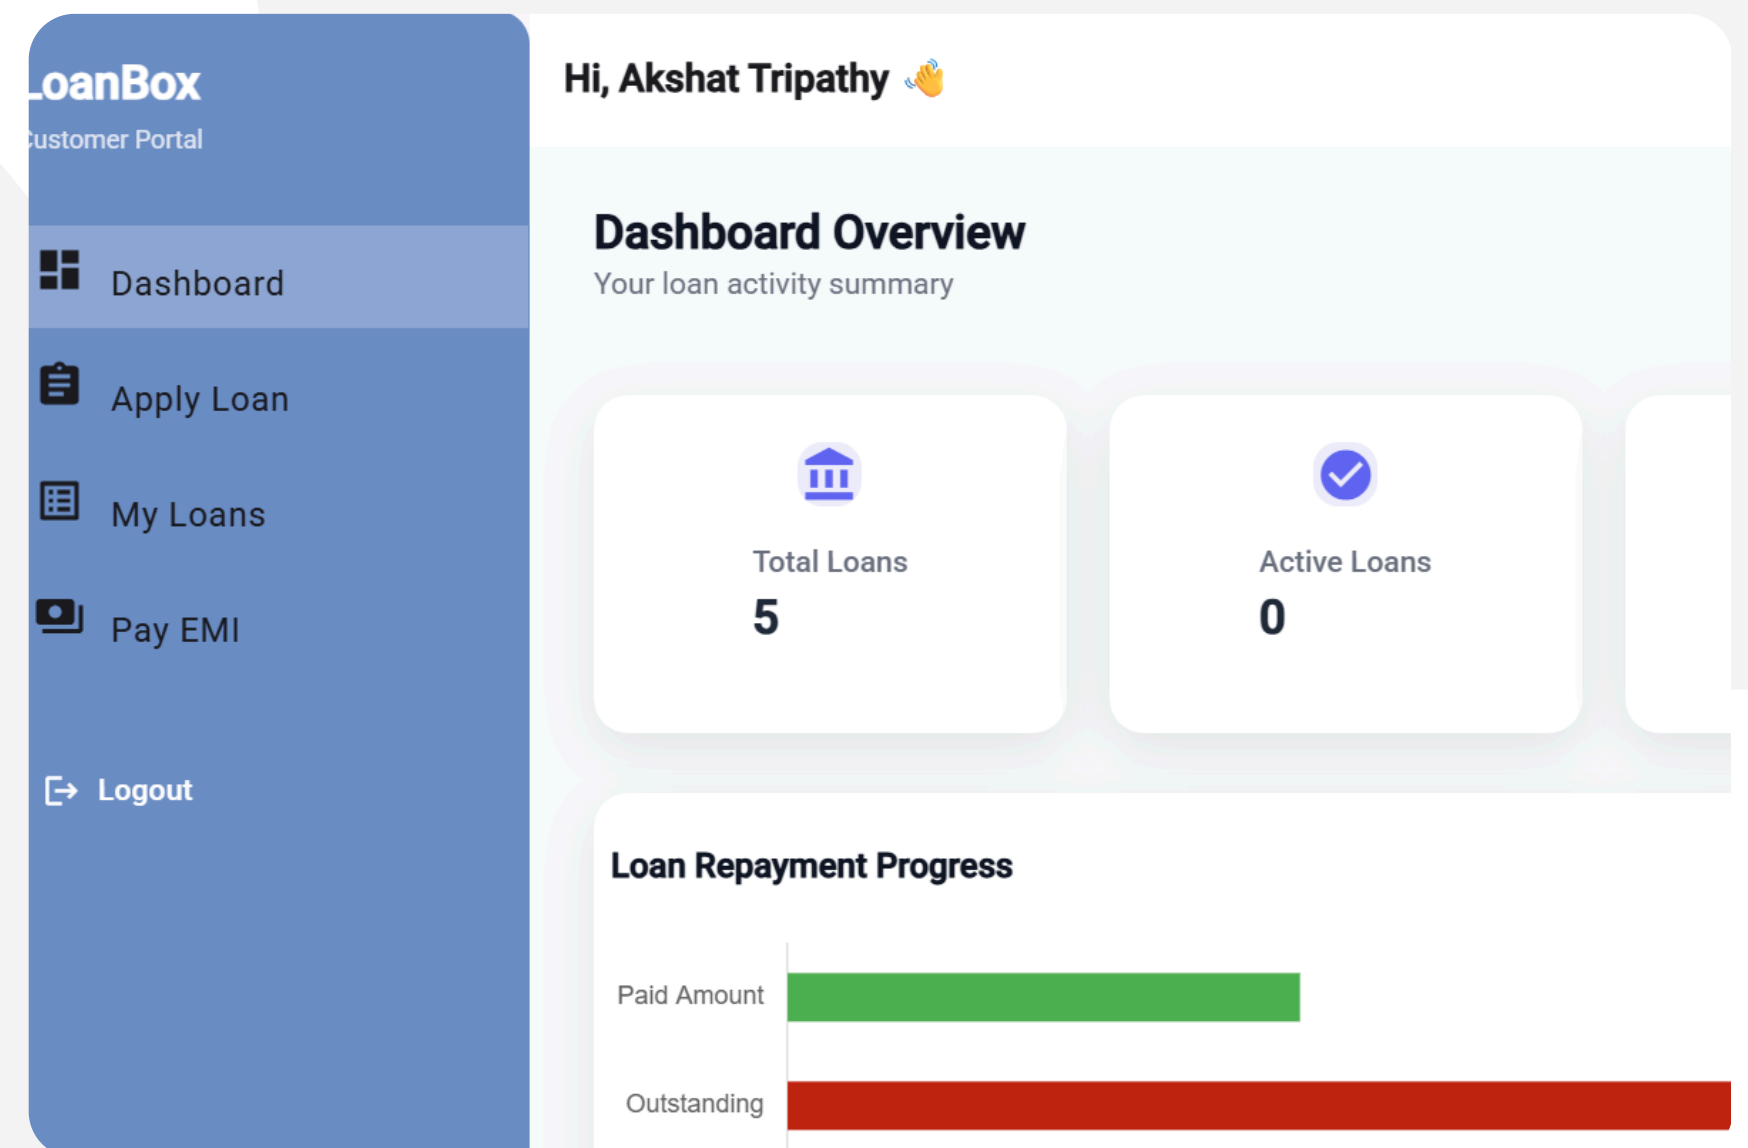 LoanBox
Customer Portal
Dashboard
Apply Loan
My Loans
Pay EMI
Logout
Hi, Akshat Tripathy 👋
Dashboard Overview
Your loan activity summary
Total Loans
5
Active Loans
0
Loan Repayment Progress
Paid Amount
Outstanding